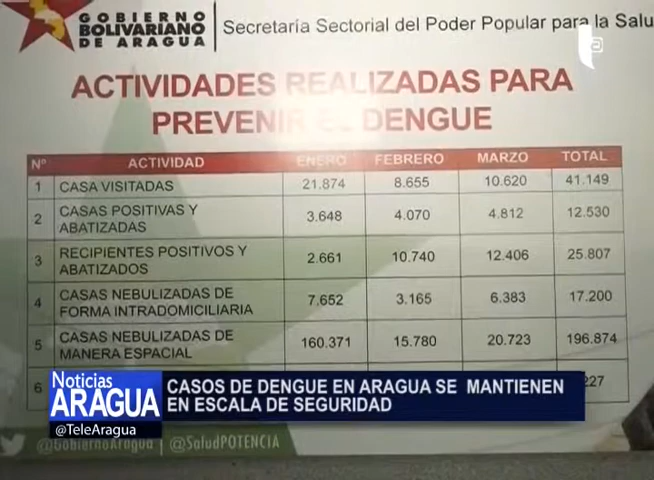 GOBIERNO
BOLIVARIANO
DE ARAGUA
Secretaría Sectorial del Poder Popular para la Salu
ACTIVIDADES REALIZADAS PARA
PREVENIR EL DENGUE
Nº ACTIVIDAD ENERO FEBRERO MARZO TOTAL
1 CASA VISITADAS 21.874 8.655 10.620 41.149
2 CASAS POSITIVAS Y ABATIZADAS 3.648 4.070 4.812 12.530
3 RECIPIENTES POSITIVOS Y ABATIZADOS 2.661 10.740 12.406 25.807
4 CASAS NEBULIZADAS DE FORMA INTRADOMICILIARIA 7.652 3.165 6.383 17.200
5 CASAS NEBULIZADAS DE MANERA ESPACIAL 160.371 15.780 20.723 196.874
6 227
Noticias
ARAGUA
@TeleAragua
CASOS DE DENGUE EN ARAGUA SE MANTIENEN
EN ESCALA DE SEGURIDAD
@GobiernoAragua | @SaludPOTENCIA